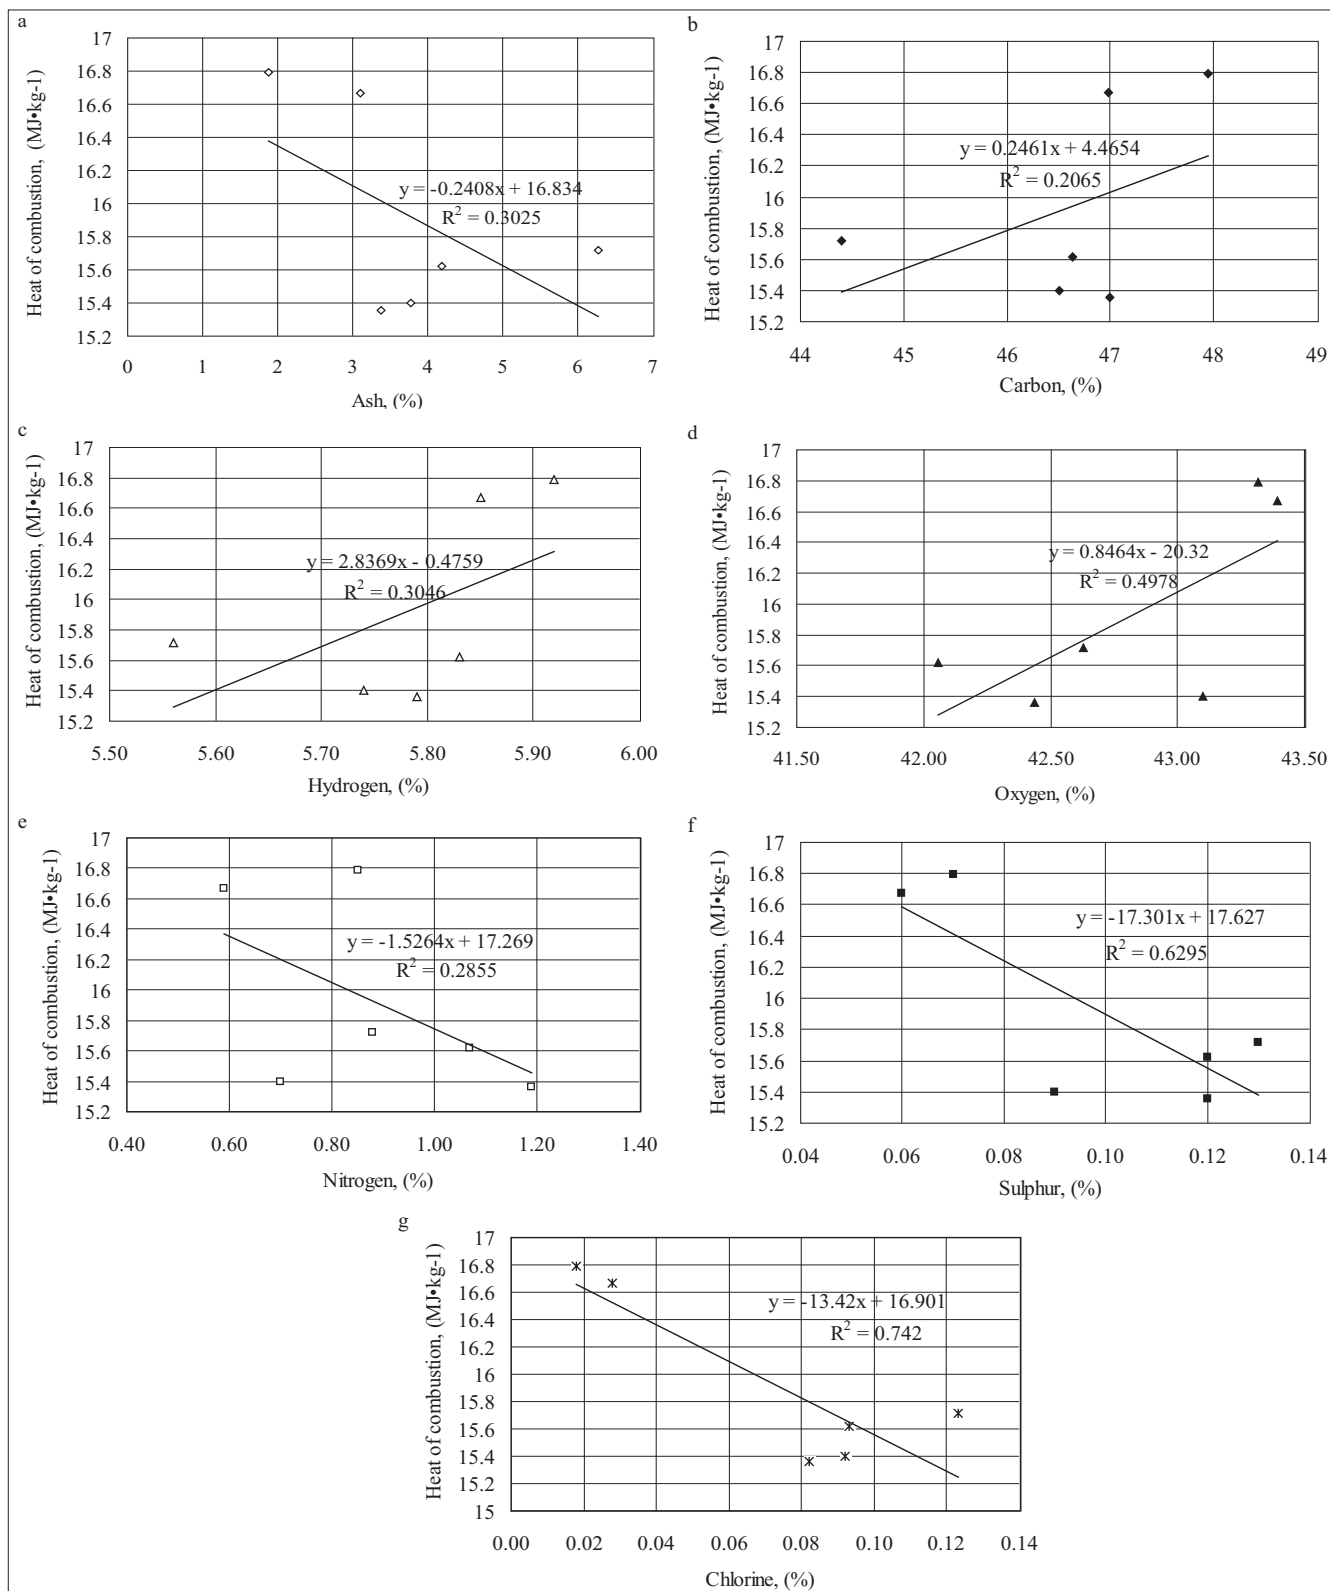 a
Heat of combustion, (MJ•kg-1)
17
16.8
16.6
16.4
16.2
16
15.8
15.6
15.4
15.2
y = -0.2408x + 16.834
R² = 0.3025
0 1 2 3 4 5 6 7
Ash, (%)
b
Heat of combustion, (MJ•kg-1)
17
16.8
16.6
16.4
16.2
16
15.8
15.6
15.4
15.2
y = 0.2461x + 4.4654
R² = 0.2065
44 45 46 47 48 49
Carbon, (%)
c
Heat of combustion, (MJ•kg-1)
17
16.8
16.6
16.4
16.2
16
15.8
15.6
15.4
15.2
y = 2.8369x - 0.4759
R² = 0.3046
5.50 5.60 5.70 5.80 5.90 6.00
Hydrogen, (%)
d
Heat of combustion, (MJ•kg-1)
17
16.8
16.6
16.4
16.2
16
15.8
15.6
15.4
15.2
y = 0.8464x - 20.32
R² = 0.4978
41.50 42.00 42.50 43.00 43.50
Oxygen, (%)
e
Heat of combustion, (MJ•kg-1)
17
16.8
16.6
16.4
16.2
16
15.8
15.6
15.4
15.2
y = -1.5264x + 17.269
R² = 0.2855
0.40 0.60 0.80 1.00 1.20 1.40
Nitrogen, (%)
f
Heat of combustion, (MJ•kg-1)
17
16.8
16.6
16.4
16.2
16
15.8
15.6
15.4
15.2
y = -17.301x + 17.627
R² = 0.6295
0.04 0.06 0.08 0.10 0.12 0.14
Sulphur, (%)
g
Heat of combustion, (MJ•kg-1)
17
16.8
16.6
16.4
16.2
16
15.8
15.6
15.4
15.2
15
y = -13.42x + 16.901
R² = 0.742
0.00 0.02 0.04 0.06 0.08 0.10 0.12 0.14
Chlorine, (%)